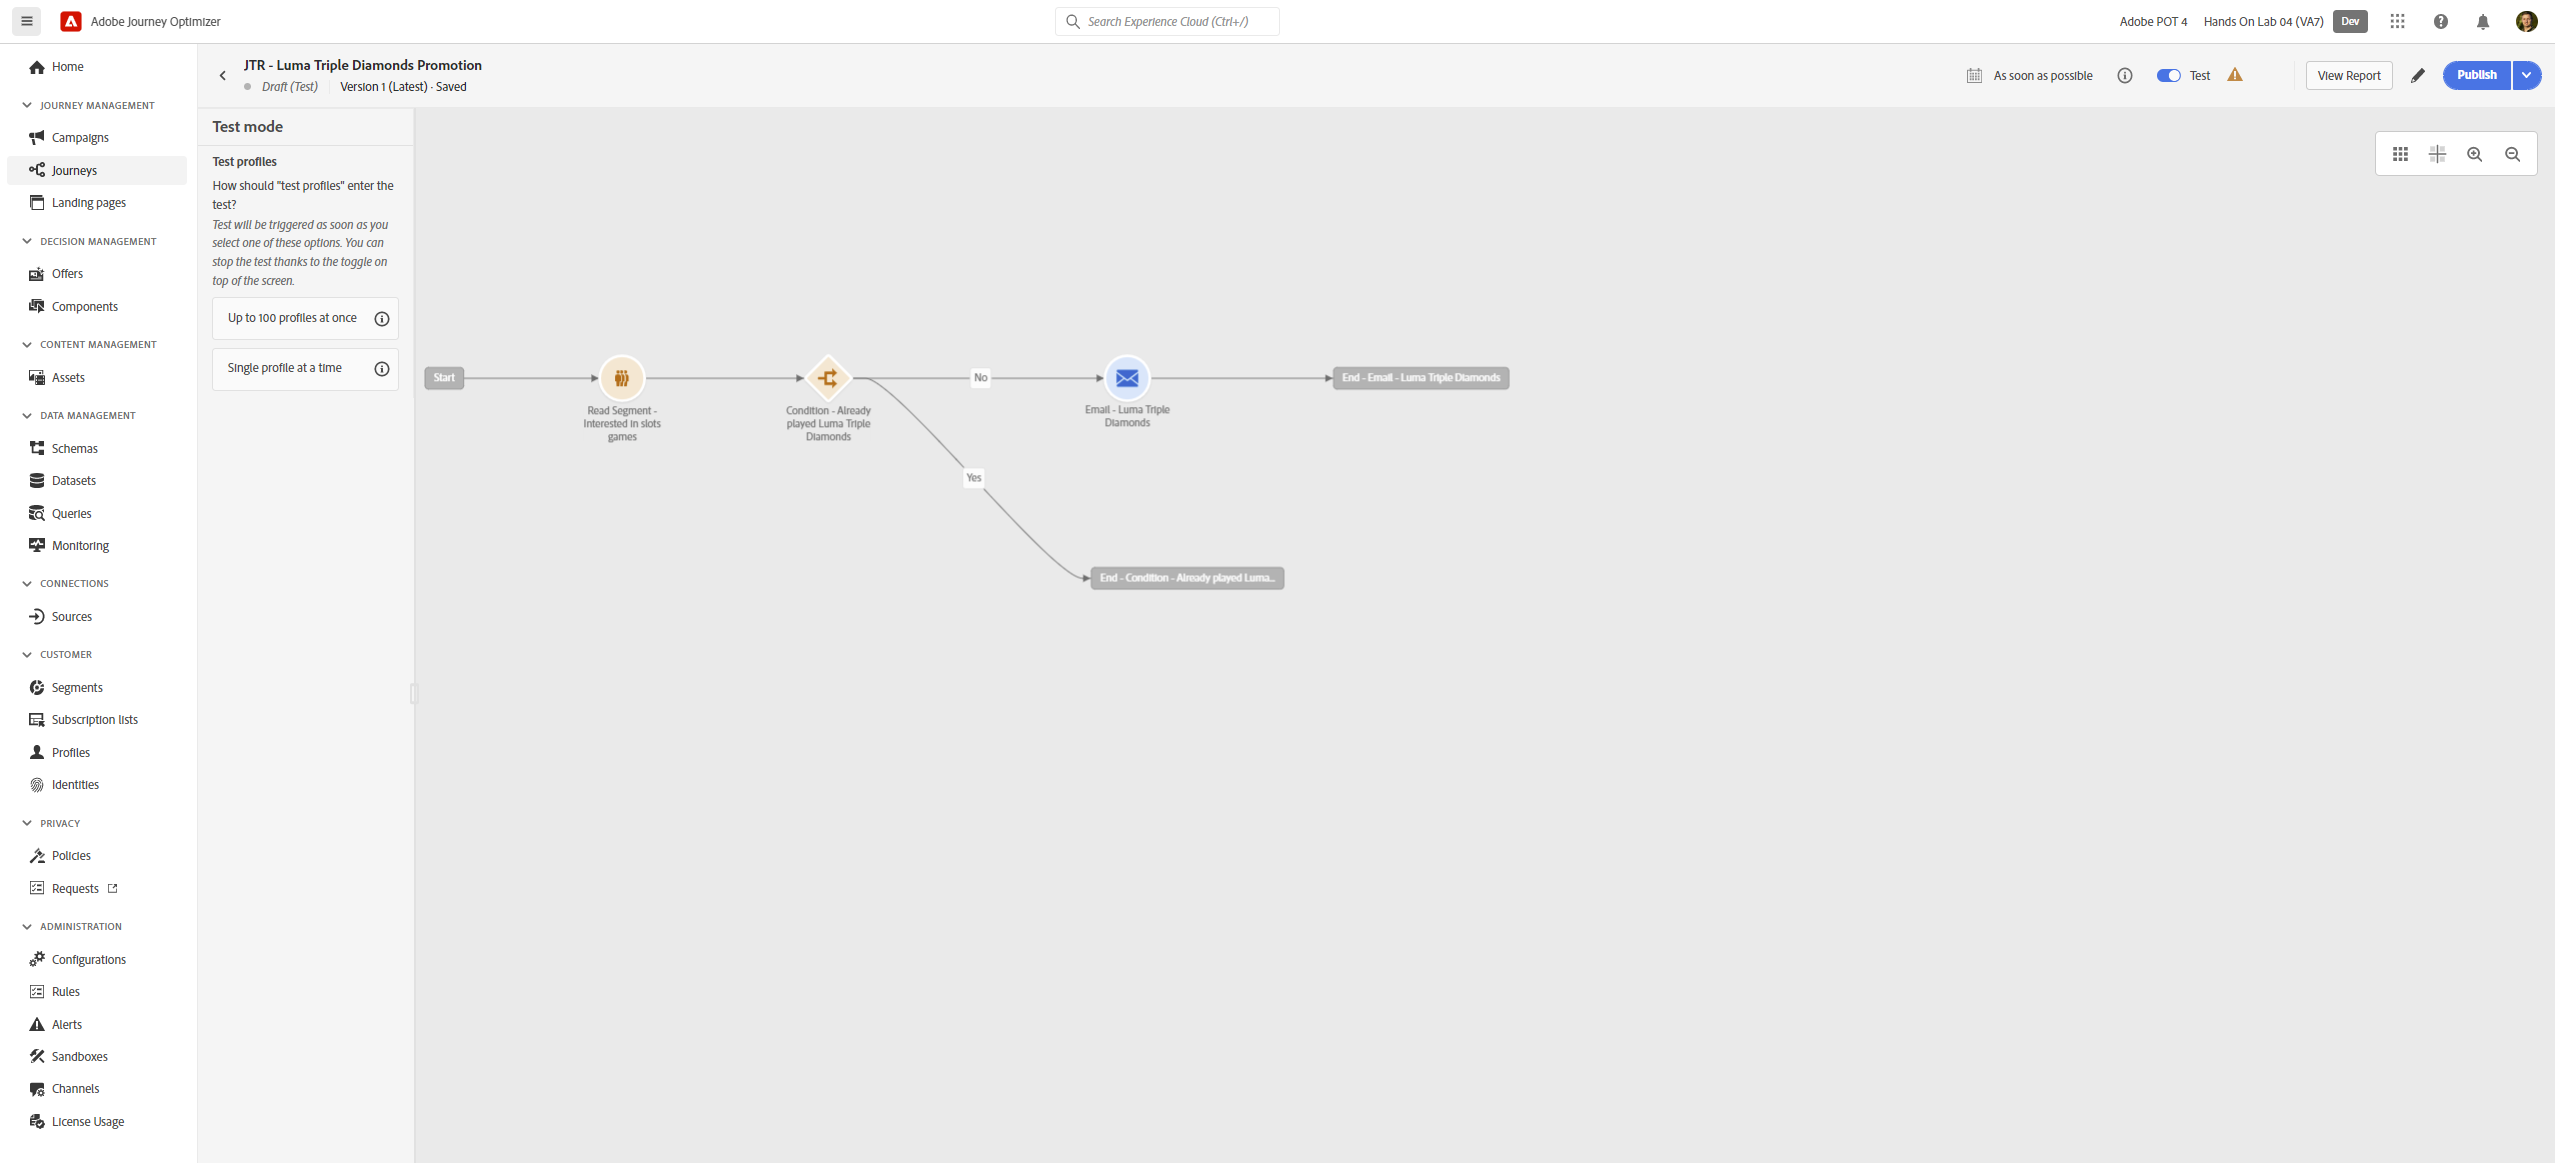 Adobe Journey Optimizer
Search Experience Cloud (Ctrl+/)
Adobe POT 4
Hands On Lab 04 (VA7)
Dev
Home
JOURNEY MANAGEMENT
Campaigns
Journeys
Landing pages
DECISION MANAGEMENT
Offers
Components
CONTENT MANAGEMENT
Assets
DATA MANAGEMENT
Schemas
Datasets
Queries
Monitoring
CONNECTIONS
Sources
CUSTOMER
Segments
Subscription lists
Profiles
Identities
PRIVACY
Policies
Requests
ADMINISTRATION
Configurations
Rules
Alerts
Sandboxes
Channels
License Usage
JTR - Luma Triple Diamonds Promotion
Draft (Test)
Version 1 (Latest) · Saved
As soon as possible
Test
View Report
Publish
Test mode
Test profiles
How should "test profiles" enter the
test?
Test will be triggered as soon as you
select one of these options. You can
stop the test thanks to the toggle on
top of the screen.
Up to 100 profiles at once
Single profile at a time
Start
Read Segment -
Interested in slots
games
Condition - Already
played Luma Triple
Diamonds
No
Email - Luma Triple
Diamonds
End - Email - Luma Triple Diamonds
Yes
End - Condition - Already played Luma...